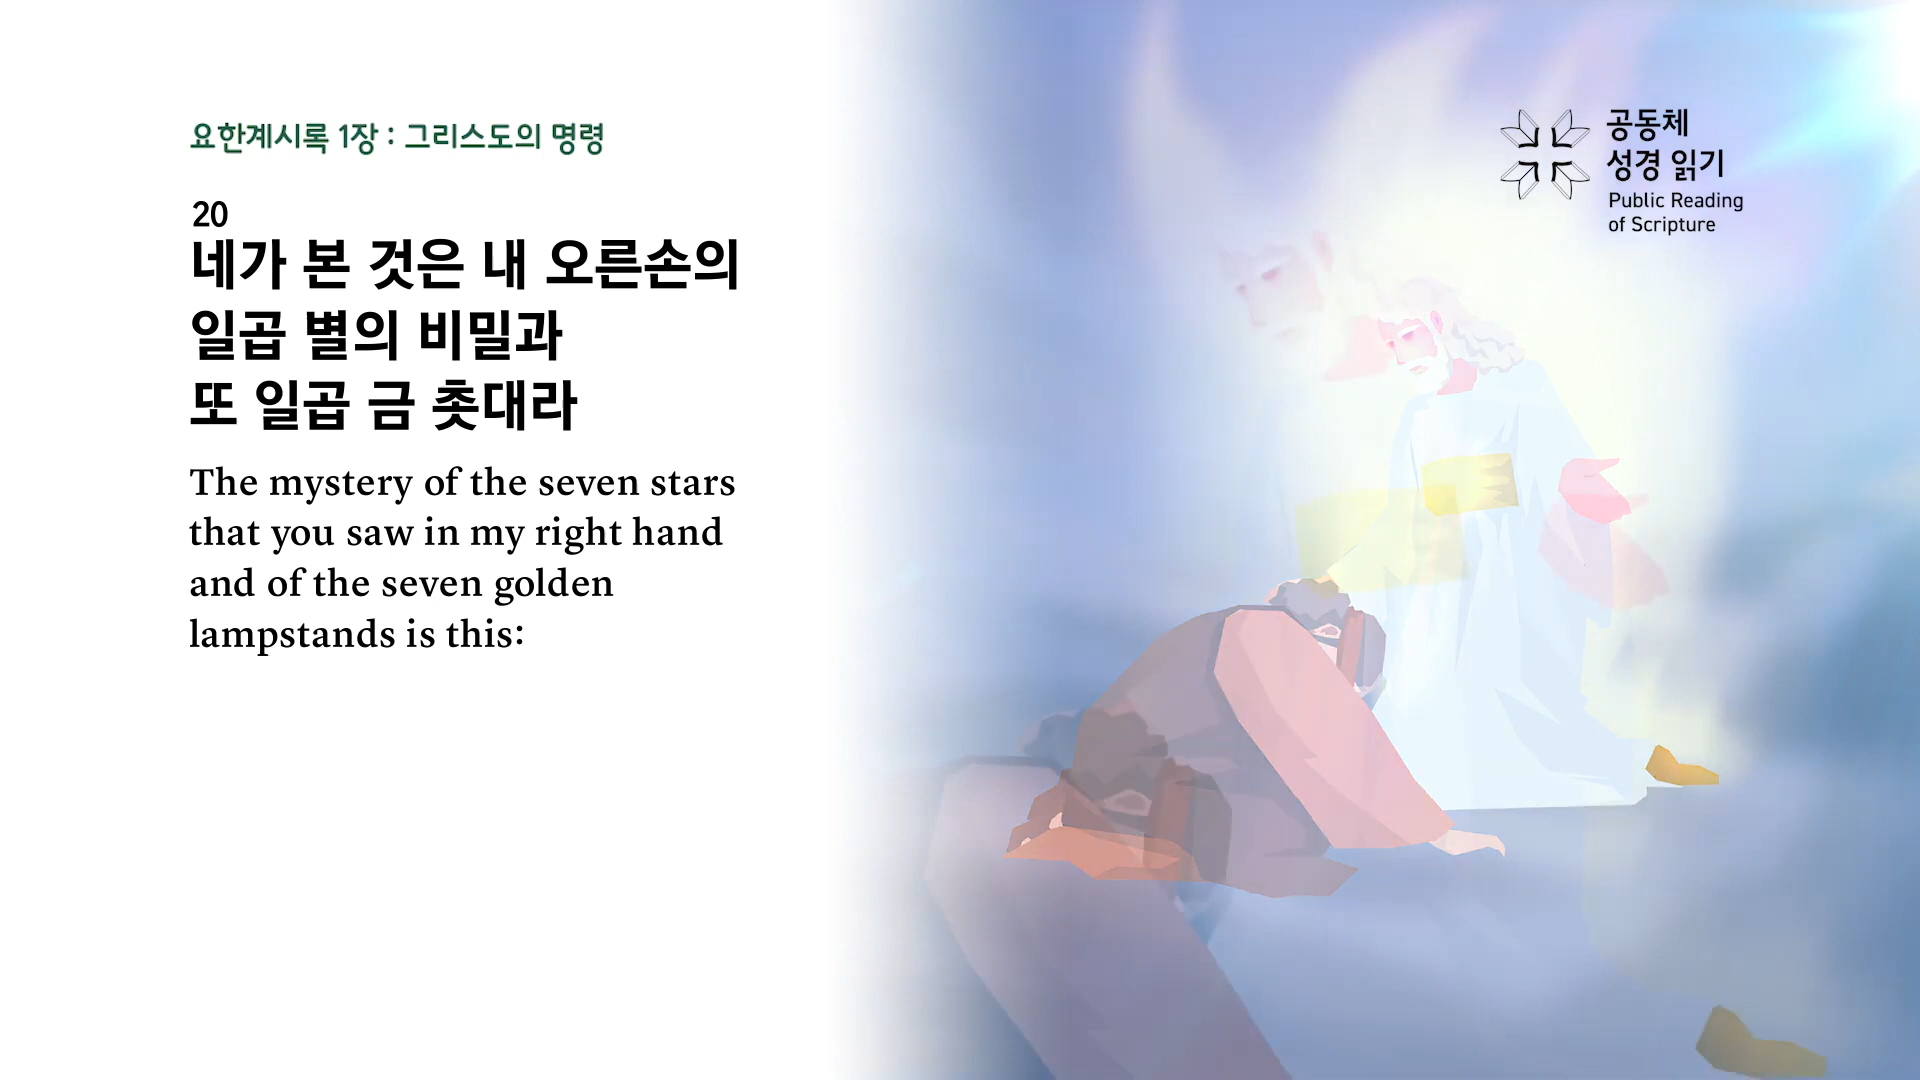 요한계시록 1장 : 그리스도의 명령
20
네가 본 것은 내 오른손의
일곱 별의 비밀과
또 일곱 금 촛대라
The mystery of the seven stars
that you saw in my right hand
and of the seven golden
lampstands is this:
공동체
성경 읽기
Public Reading
of Scripture